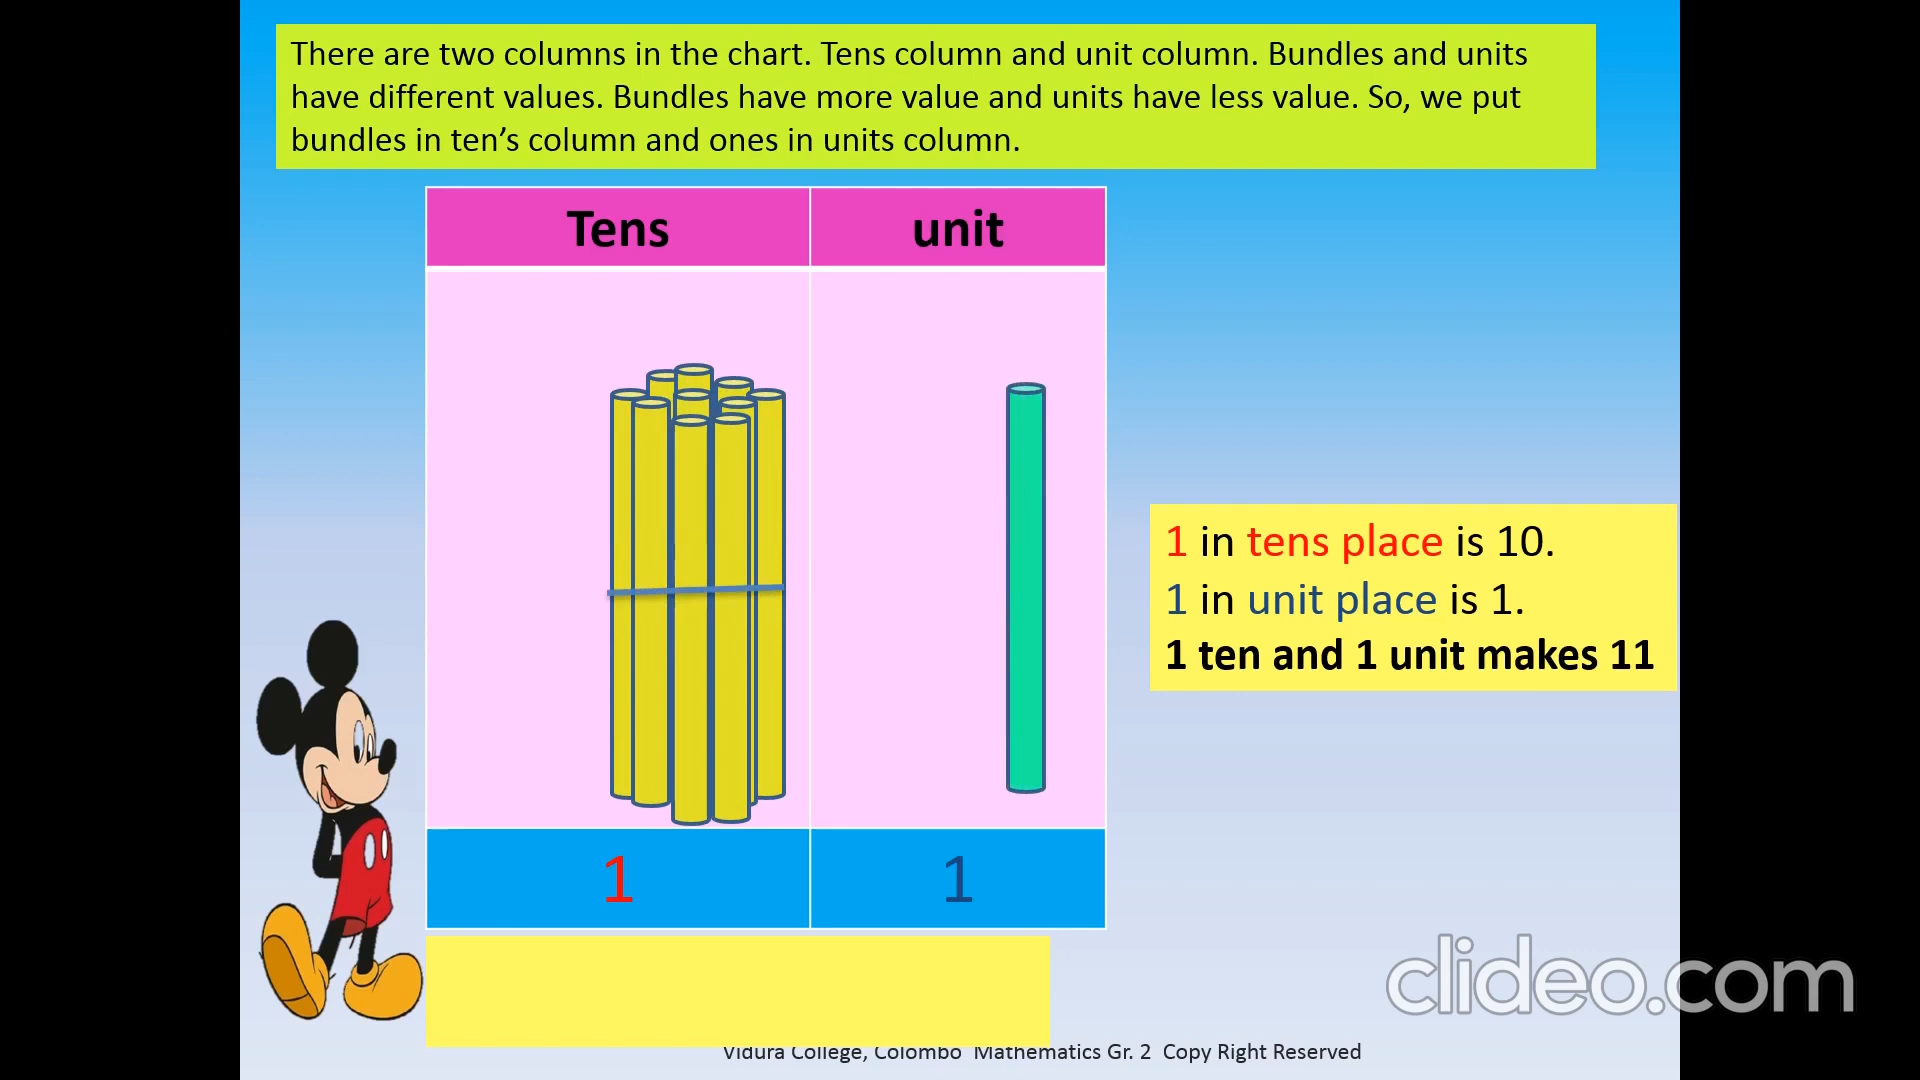 There are two columns in the chart. Tens column and unit column. Bundles and units
have different values. Bundles have more value and units have less value. So, we put
bundles in ten’s column and ones in units column.
Tens unit
1 in tens place is 10.
1 in unit place is 1.
1 ten and 1 unit makes 11
1 1
clideo.com
Vidura College, Colombo Mathematics Gr. 2 Copy Right Reserved